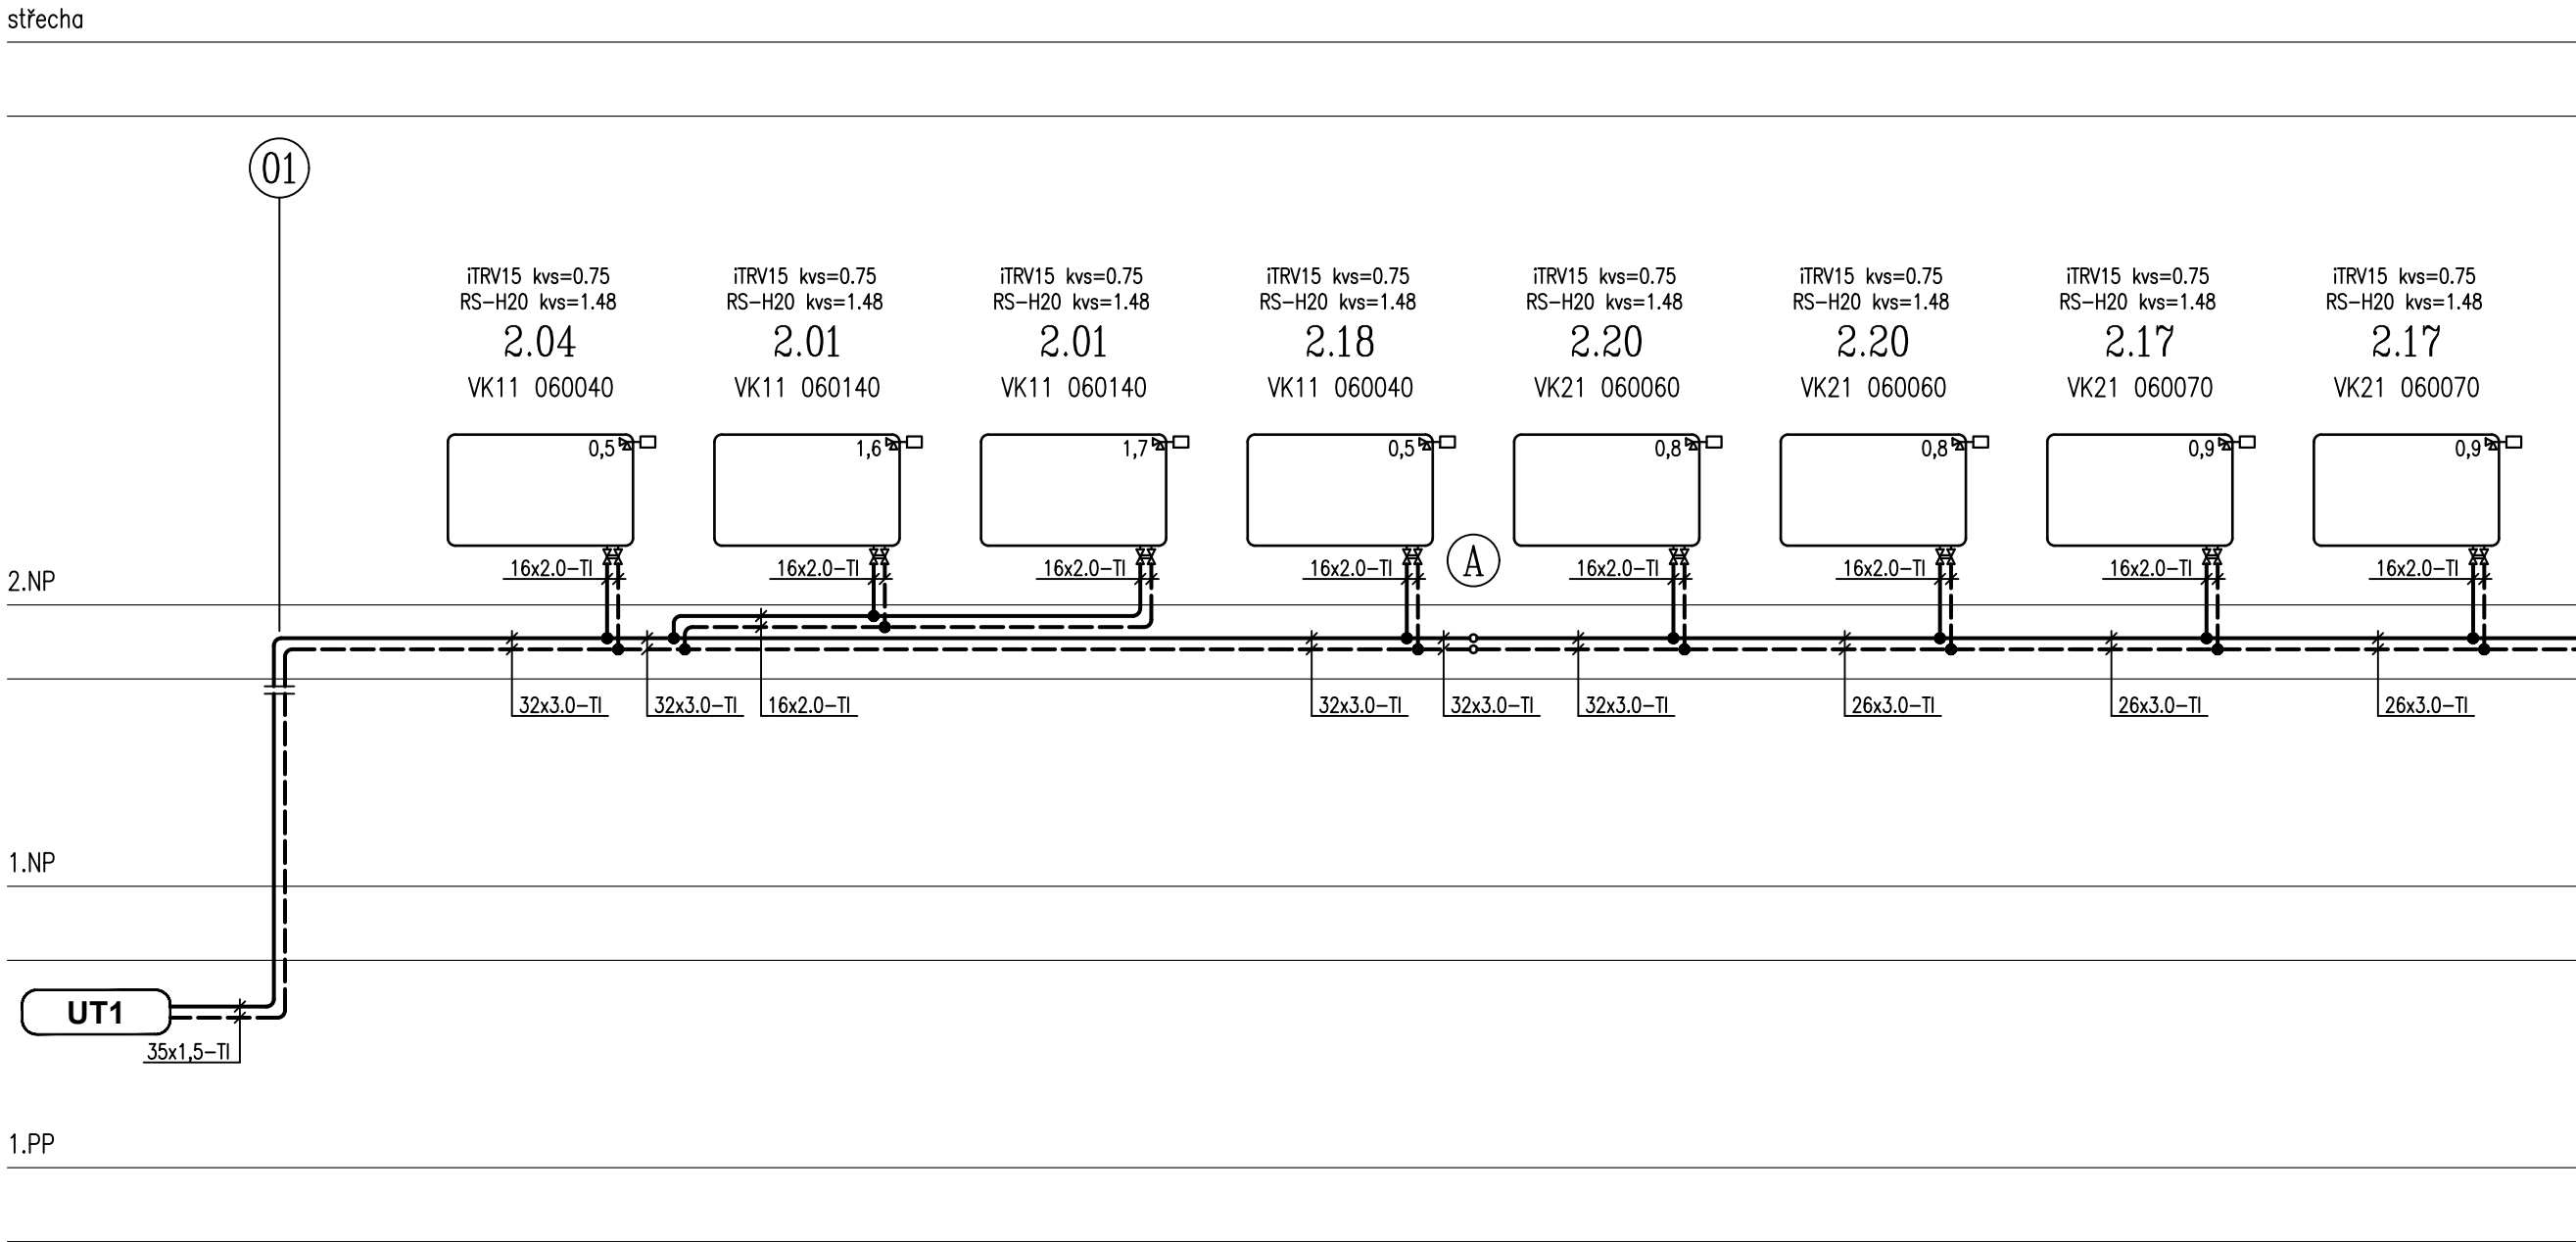 střecha
01
iTRV15 kvs=0.75
RS-H20 kvs=1.48
2.04
VK11 060040
0,5
16x2.0-TI
iTRV15 kvs=0.75
RS-H20 kvs=1.48
2.01
VK11 060140
1,6
16x2.0-TI
iTRV15 kvs=0.75
RS-H20 kvs=1.48
2.01
VK11 060140
1,7
16x2.0-TI
iTRV15 kvs=0.75
RS-H20 kvs=1.48
2.18
VK11 060040
0,5
16x2.0-TI
A
iTRV15 kvs=0.75
RS-H20 kvs=1.48
2.20
VK21 060060
0,8
16x2.0-TI
iTRV15 kvs=0.75
RS-H20 kvs=1.48
2.20
VK21 060060
0,8
16x2.0-TI
iTRV15 kvs=0.75
RS-H20 kvs=1.48
2.17
VK21 060070
0,9
16x2.0-TI
iTRV15 kvs=0.75
RS-H20 kvs=1.48
2.17
VK21 060070
0,9
16x2.0-TI
2.NP
32x3.0-TI
32x3.0-TI
16x2.0-TI
32x3.0-TI
32x3.0-TI
32x3.0-TI
26x3.0-TI
26x3.0-TI
26x3.0-TI
1.NP
UT1
35x1,5-TI
1.PP